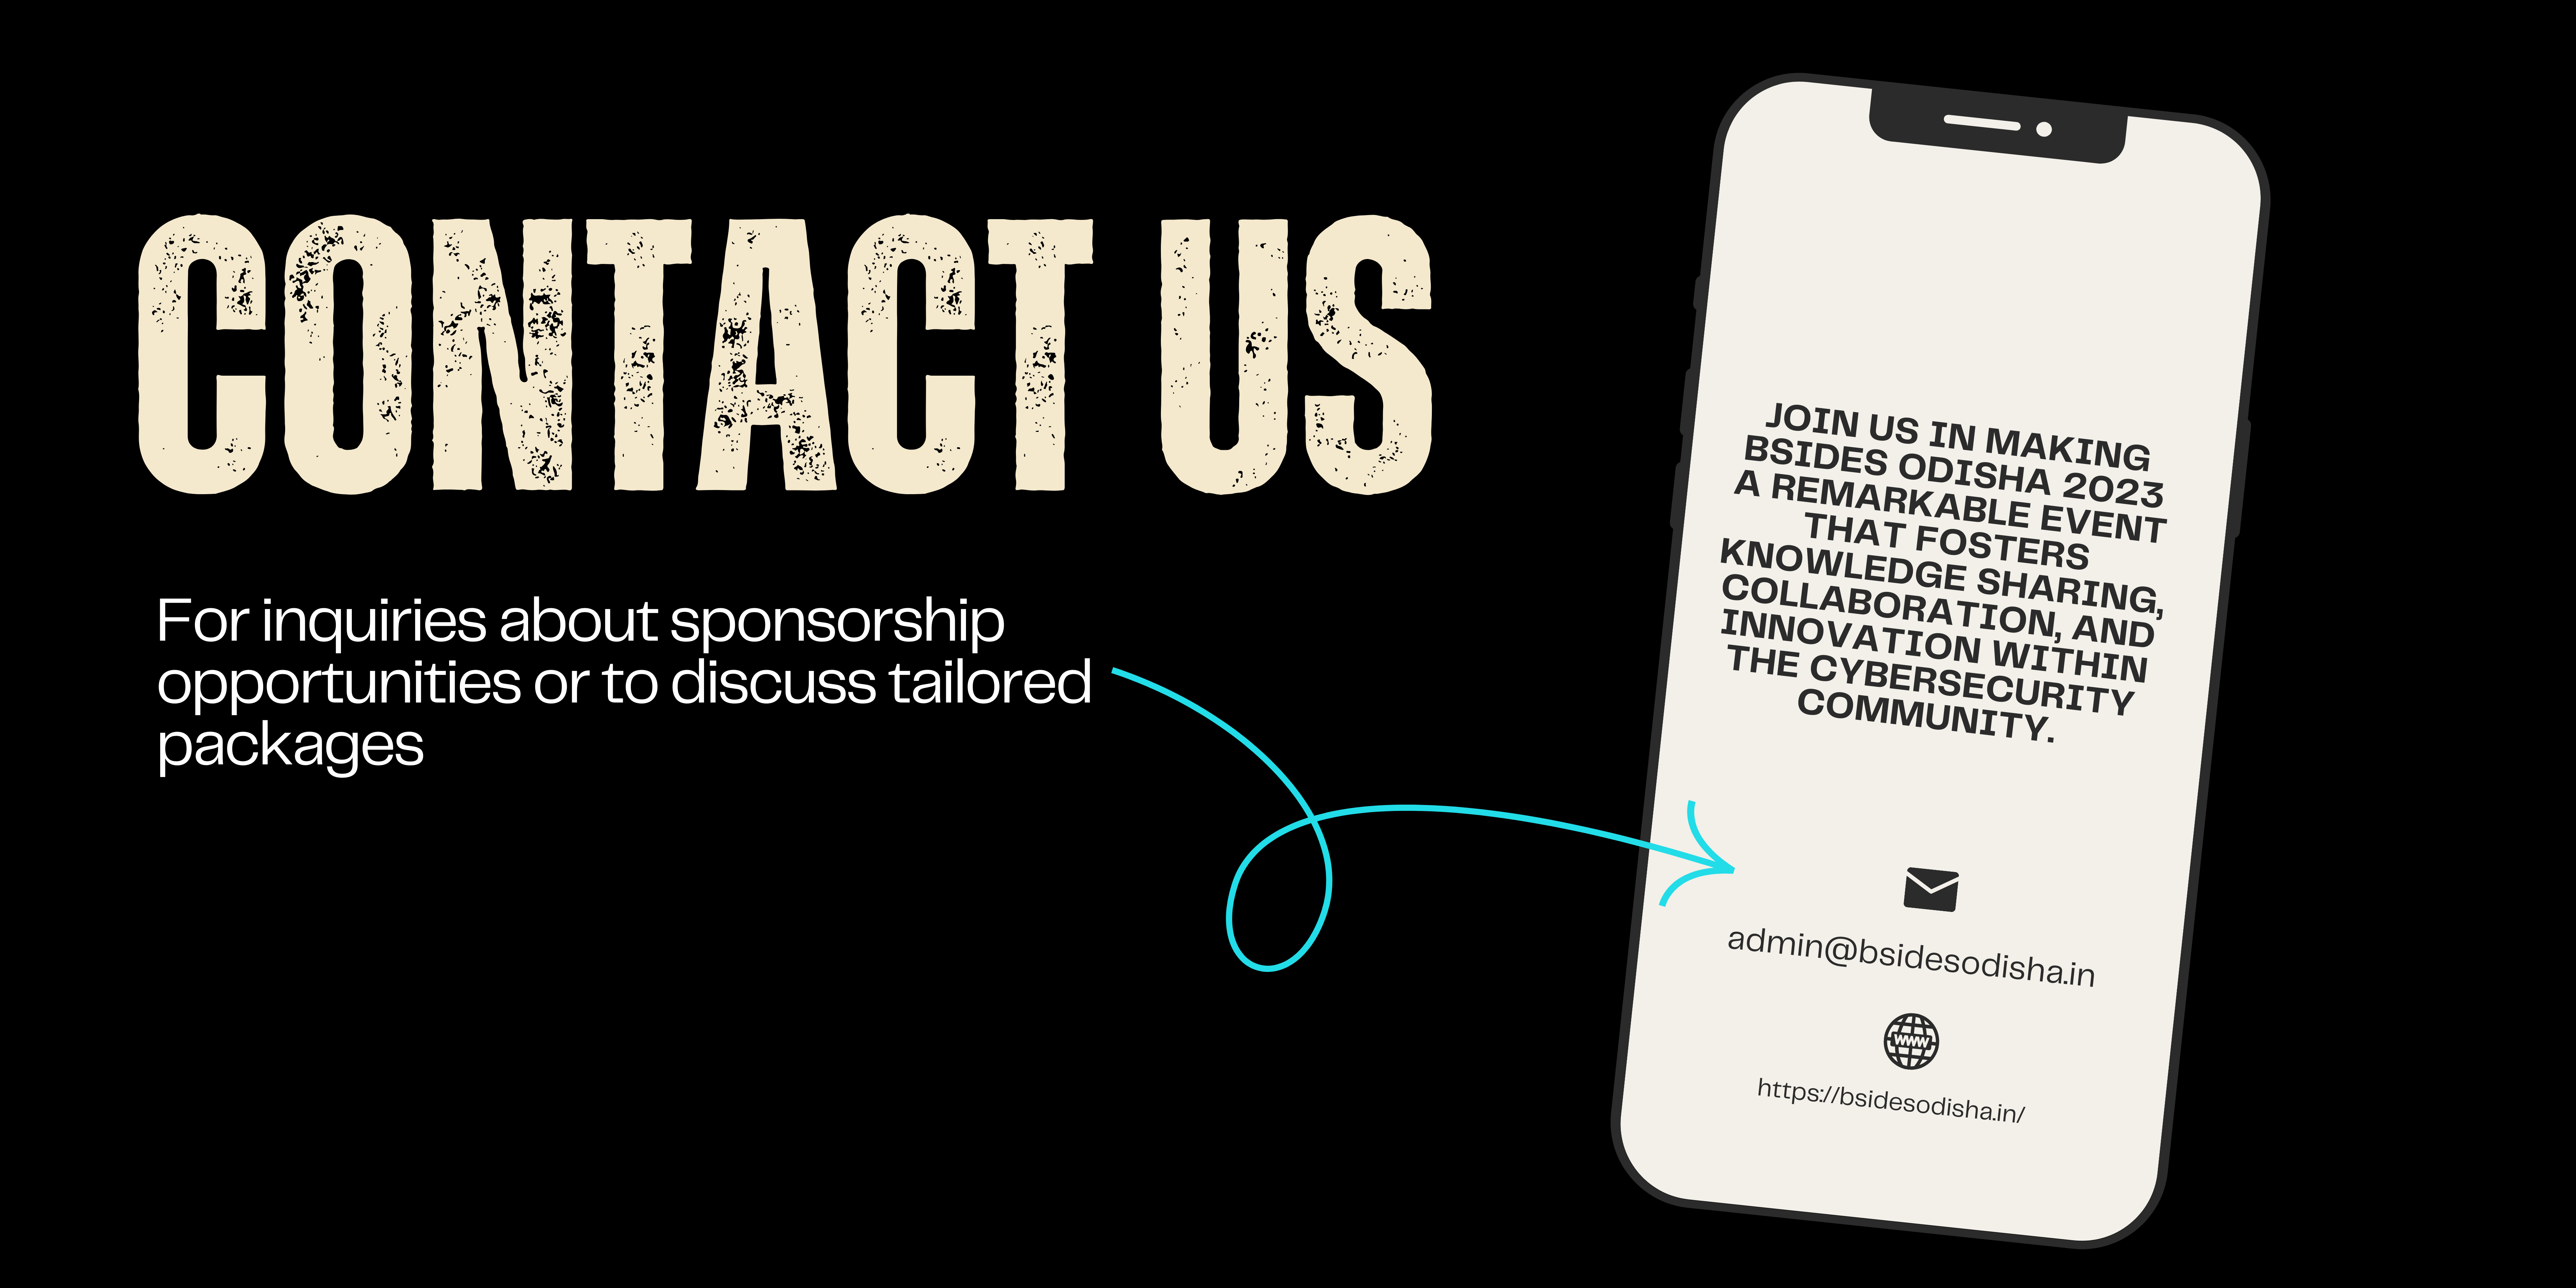 CONTACT US
For inquiries about sponsorship
opportunities or to discuss tailored
packages
JOIN US IN MAKING
BSIDES ODISHA 2023
A REMARKABLE EVENT
THAT FOSTERS
KNOWLEDGE SHARING,
COLLABORATION, AND
INNOVATION WITHIN
THE CYBERSECURITY
COMMUNITY.
admin@bsidesodisha.in
WWW
https://bsidesodisha.in/